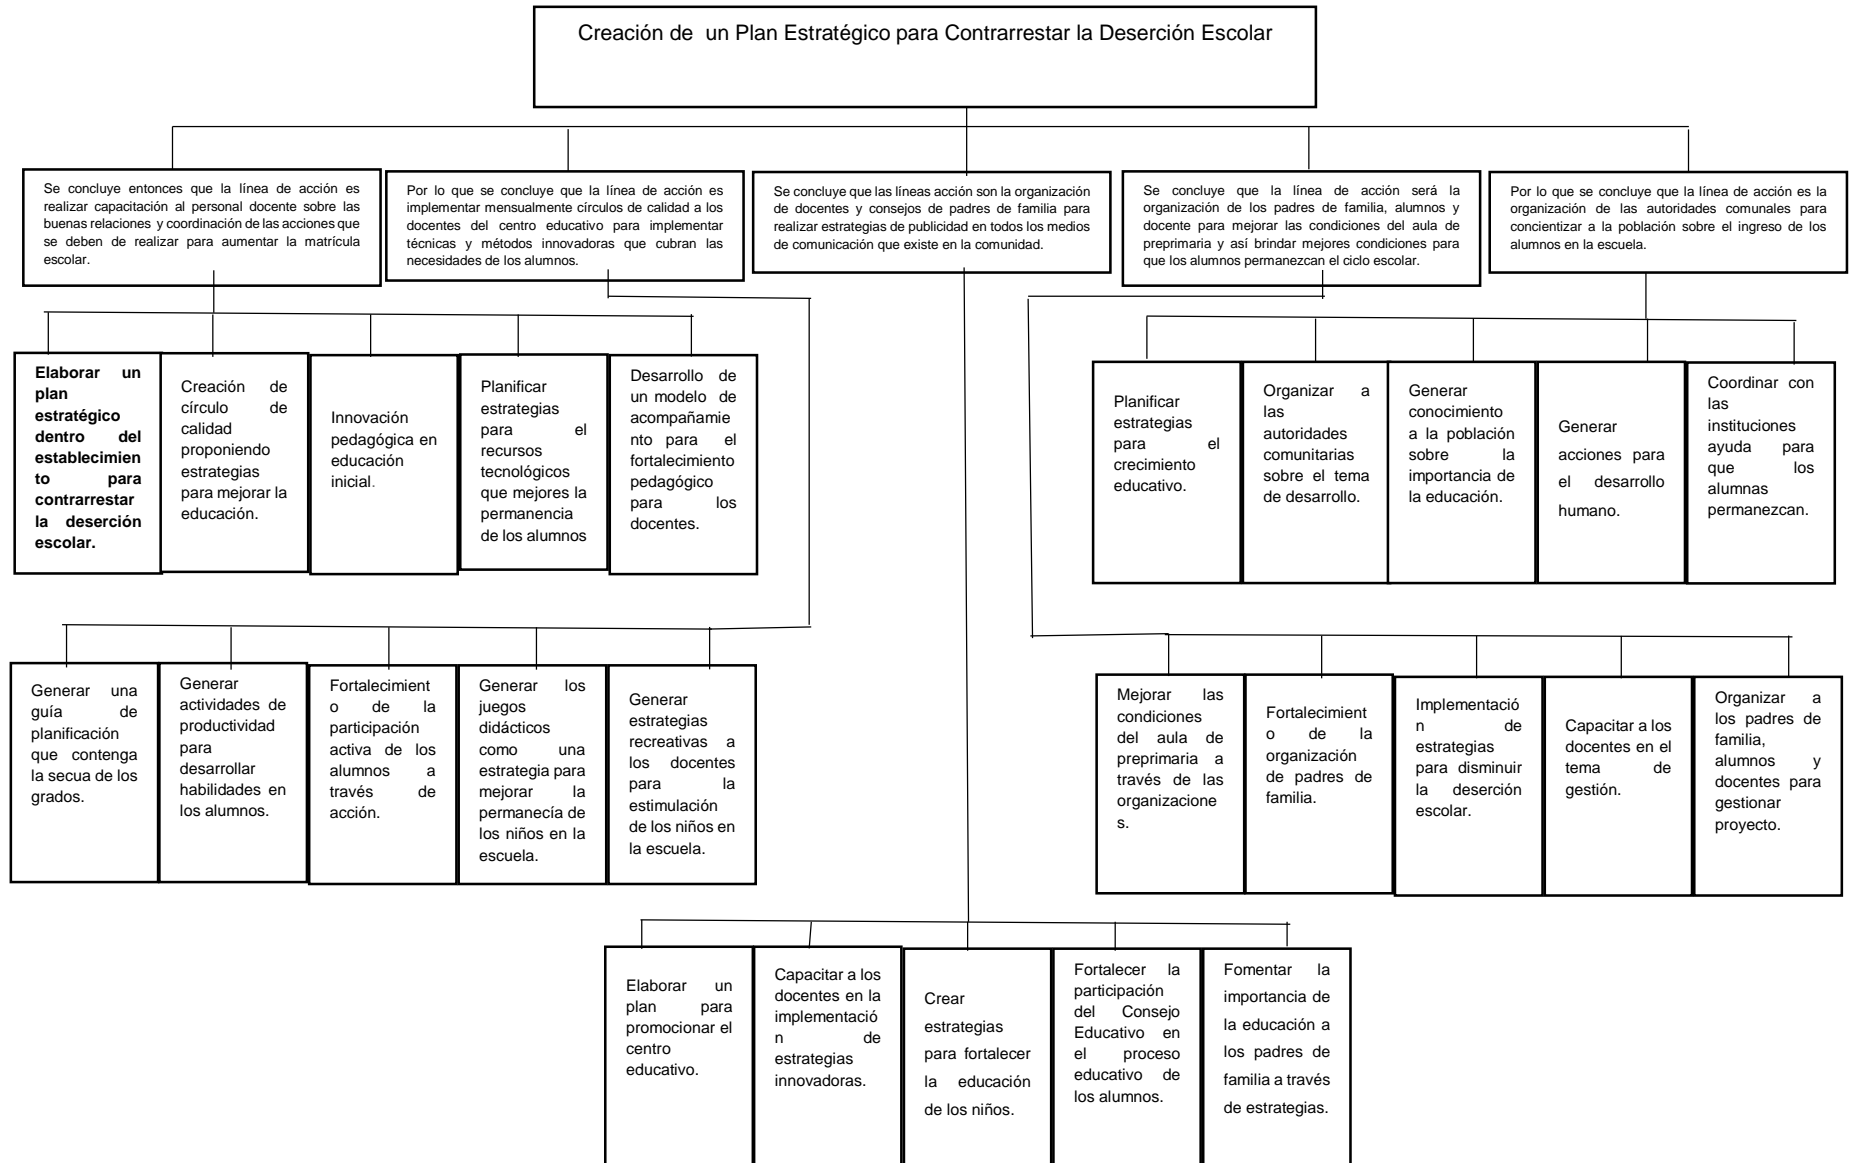 Creación de un Plan Estratégico para Contrarrestar la Deserción Escolar
Se concluye entonces que la línea de acción es
realizar capacitación al personal docente sobre las
buenas relaciones y coordinación de las acciones que
se deben de realizar para aumentar la matrícula
escolar.
Por lo que se concluye que la línea de acción es
implementar mensualmente círculos de calidad a los
docentes del centro educativo para implementar
técnicas y métodos innovadoras que cubran las
necesidades de los alumnos.
Se concluye que las líneas acción son la organización
de docentes y consejos de padres de familia para
realizar estrategias de publicidad en todos los medios
de comunicación que existe en la comunidad.
Se concluye que la línea de acción será la
organización de los padres de familia, alumnos y
docente para mejorar las condiciones del aula de
preprimaria y así brindar mejores condiciones para
que los alumnos permanezcan el ciclo escolar.
Por lo que se concluye que la línea de acción es la
organización de las autoridades comunales para
concientizar a la población sobre el ingreso de los
alumnos en la escuela.
Elaborar un
plan
estratégico
dentro del
establecimien
to para
contrarrestar
la deserción
escolar.
Creación de
círculo de
calidad
proponiendo
estrategias
para mejorar la
educación.
Innovación
pedagógica en
educación
inicial.
Planificar
estrategias
para el
recursos
tecnológicos
que mejores la
permanencia
de los alumnos
Desarrollo de
un modelo de
acompañamie
nto para el
fortalecimiento
pedagógico
para los
docentes.
Planificar
estrategias
para el
crecimiento
educativo.
Organizar a
las
autoridades
comunitarias
sobre el tema
de desarrollo.
Generar
conocimiento
a la población
sobre la
importancia de
la educación.
Generar
acciones para
el desarrollo
humano.
Coordinar con
las
instituciones
ayuda para
que los
alumnas
permanezcan.
Generar una
guía de
planificación
que contenga
la secua de los
grados.
Generar
actividades de
productividad
para
desarrollar
habilidades en
los alumnos.
Fortalecimient
o de la
participación
activa de los
alumnos a
través de
acción.
Generar los
juegos
didácticos
como una
estrategia para
mejorar la
permanecía de
los niños en la
escuela.
Generar
estrategias
recreativas a
los docentes
para la
estimulación
de los niños en
la escuela.
Mejorar las
condiciones
del aula de
preprimaria a
través de las
organizacione
s.
Fortalecimient
o de la
organización
de padres de
familia.
Implementació
n de
estrategias
para disminuir
la deserción
escolar.
Capacitar a los
docentes en el
tema de
gestión.
Organizar a
los padres de
familia,
alumnos y
docentes para
gestionar
proyecto.
Elaborar un
plan para
promocionar el
centro
educativo.
Capacitar a los
docentes en la
implementació
n de
estrategias
innovadoras.
Crear
estrategias
para fortalecer
la educación
de los niños.
Fortalecer la
participación
del Consejo
Educativo en
el proceso
educativo de
los alumnos.
Fomentar la
importancia de
la educación a
los padres de
familia a través
de estrategias.